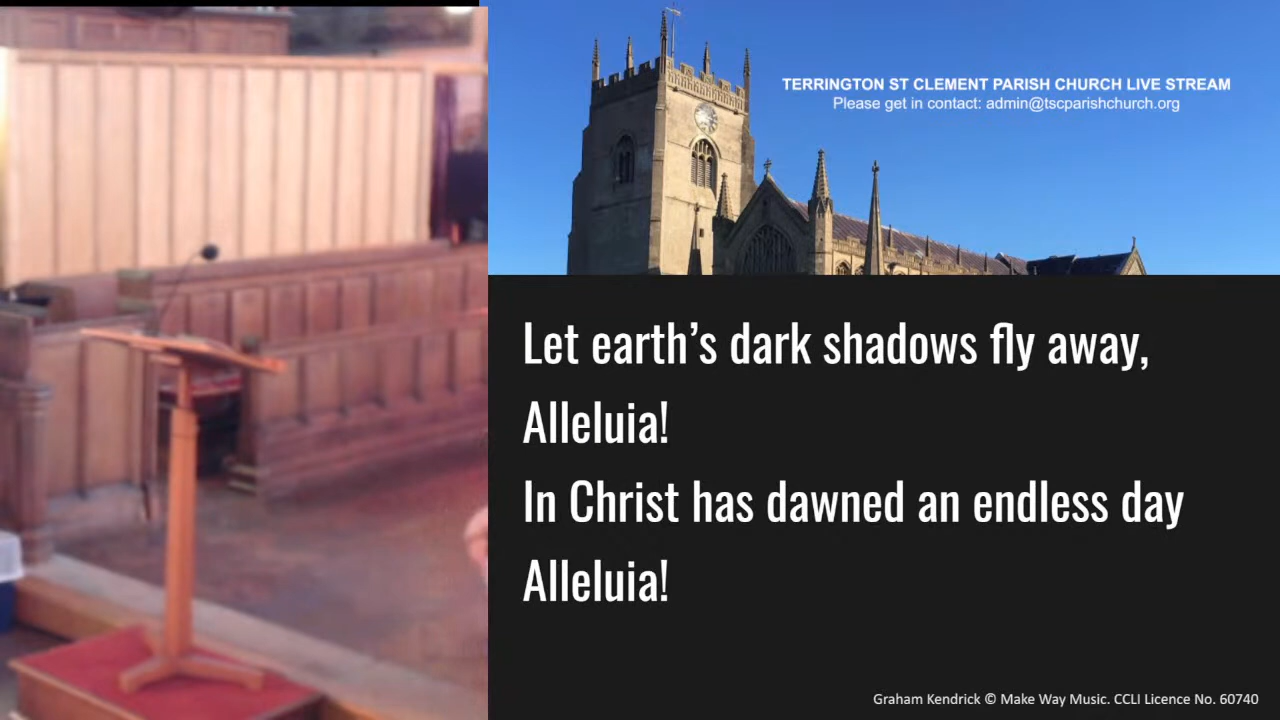 TERRINGTON ST CLEMENT PARISH CHURCH LIVE STREAM
Please get in contact: admin@tscparishchurch.org
Let earth’s dark shadows fly away,
Alleluia!
In Christ has dawned an endless day
Alleluia!
Graham Kendrick © Make Way Music. CCLI Licence No. 60740